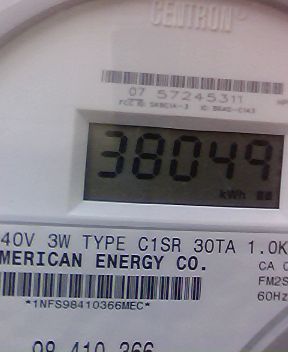 CENTRON®
07 57245311
38049
kWh
40V 3W TYPE C1SR 30TA 1.0K
MERICAN ENERGY CO.
CA 0
FM2S
60Hz
*1NFS98410366MEC*
98 410 366